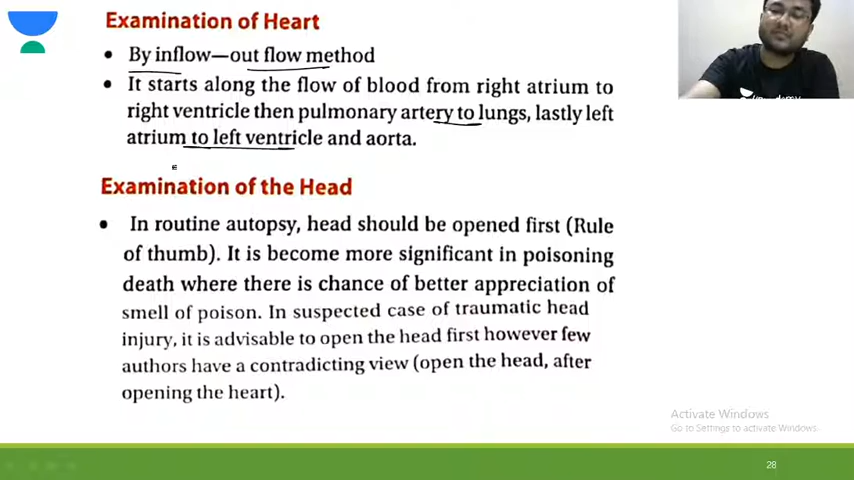 Examination of Heart
• By inflow—out flow method
• It starts along the flow of blood from right atrium to
right ventricle then pulmonary artery to lungs, lastly left
atrium to left ventricle and aorta.
Examination of the Head
• In routine autopsy, head should be opened first (Rule
of thumb). It is become more significant in poisoning
death where there is chance of better appreciation of
smell of poison. In suspected case of traumatic head
injury, it is advisable to open the head first however few
authors have a contradicting view (open the head, after
opening the heart).
Activate Windows
Go to Settings to activate Windows.
28